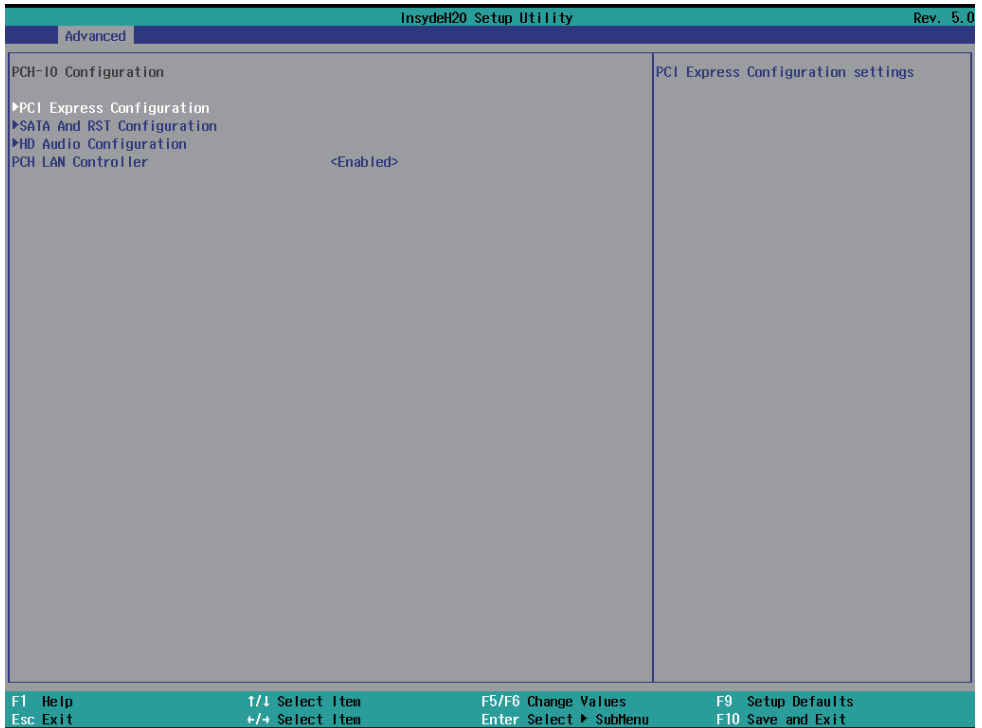 InsydeH20 Setup Utility Rev. 5.0
Advanced
PCH-IO Configuration PCI Express Configuration settings
▶PCI Express Configuration
▶SATA And RST Configuration
▶HD Audio Configuration
PCH LAN Controller <Enabled>
F1 Help ↑/↓ Select Item F5/F6 Change Values F9 Setup Defaults
Esc Exit ←/→ Select Item Enter Select ▶ SubMenu F10 Save and Exit